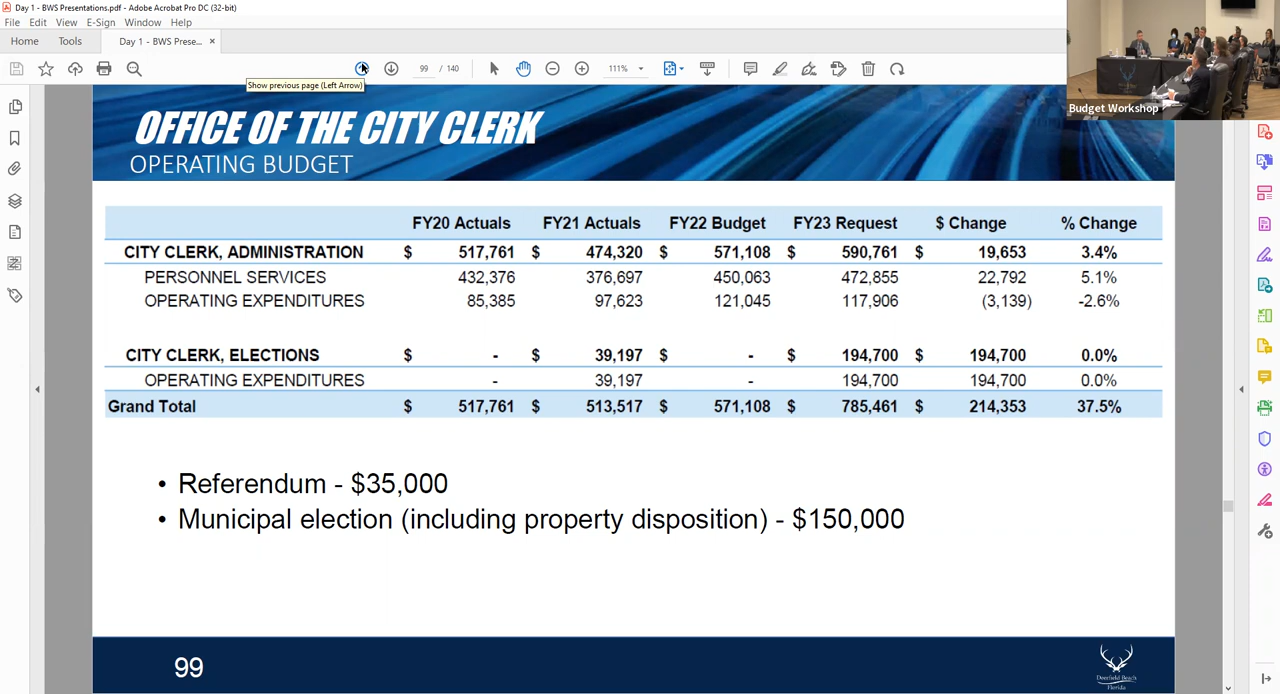 Day 1 - BWS Presentations.pdf - Adobe Acrobat Pro DC (32-bit)
File Edit View E-Sign Window Help
Home Tools Day 1 - BWS Prese... ×
99 / 140 111%
Show previous page (Left Arrow)
Budget Workshop
OFFICE OF THE CITY CLERK
OPERATING BUDGET
FY20 Actuals FY21 Actuals FY22 Budget FY23 Request $ Change % Change
CITY CLERK, ADMINISTRATION $ 517,761 $ 474,320 $ 571,108 $ 590,761 $ 19,653 3.4%
PERSONNEL SERVICES 432,376 376,697 450,063 472,855 22,792 5.1%
OPERATING EXPENDITURES 85,385 97,623 121,045 117,906 (3,139) -2.6%
CITY CLERK, ELECTIONS $ - $ 39,197 $ - $ 194,700 $ 194,700 0.0%
OPERATING EXPENDITURES - 39,197 - 194,700 194,700 0.0%
Grand Total $ 517,761 $ 513,517 $ 571,108 $ 785,461 $ 214,353 37.5%
• Referendum - $35,000
• Municipal election (including property disposition) - $150,000
99
Deerfield Beach
Florida